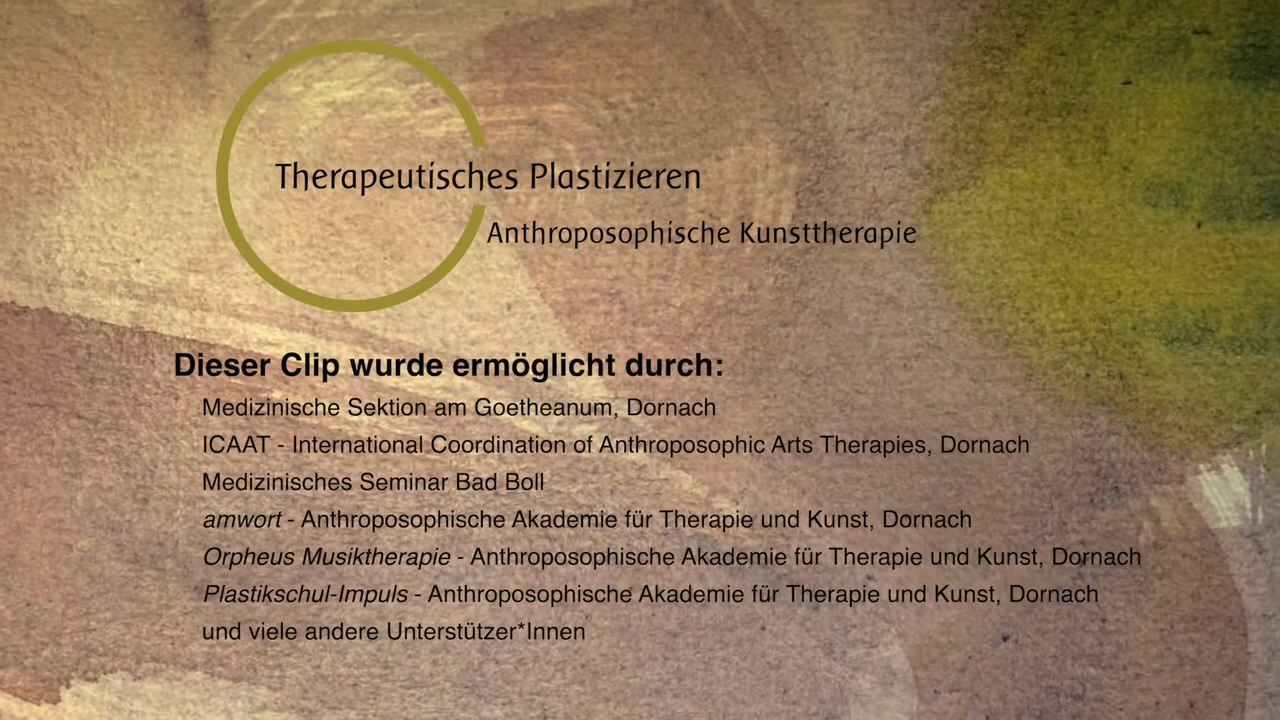 Therapeutisches Plastizieren
Anthroposophische Kunsttherapie
Dieser Clip wurde ermöglicht durch:
Medizinische Sektion am Goetheanum, Dornach
ICAAT - International Coordination of Anthroposophic Arts Therapies, Dornach
Medizinisches Seminar Bad Boll
amwort - Anthroposophische Akademie für Therapie und Kunst, Dornach
Orpheus Musiktherapie - Anthroposophische Akademie für Therapie und Kunst, Dornach
Plastikschul-Impuls - Anthroposophische Akademie für Therapie und Kunst, Dornach
und viele andere Unterstützer*Innen